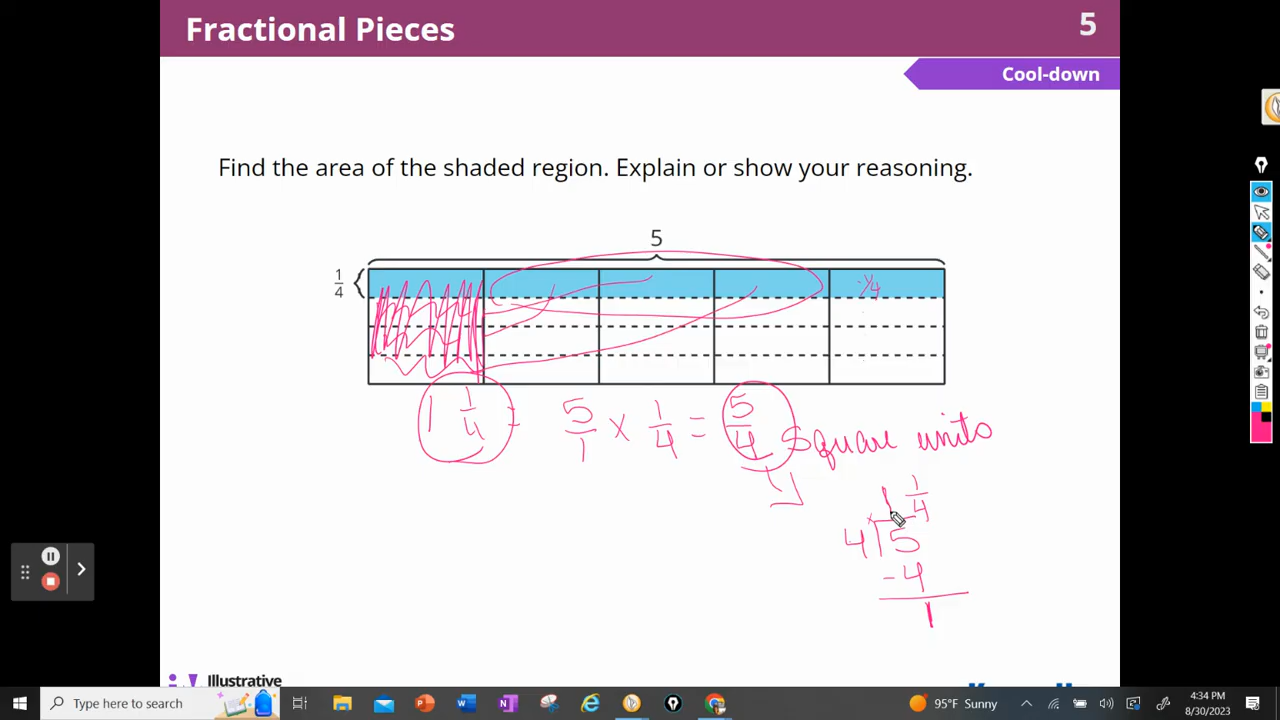 Fractional Pieces 5
Cool-down
Find the area of the shaded region. Explain or show your reasoning.
5
1/4
1/4
1 1/4 = 5/1 x 1/4 = 5/4 square units
1 1/4
x
4 5
-4
1
Illustrative
Type here to search
95°F Sunny
4:34 PM
8/30/2023